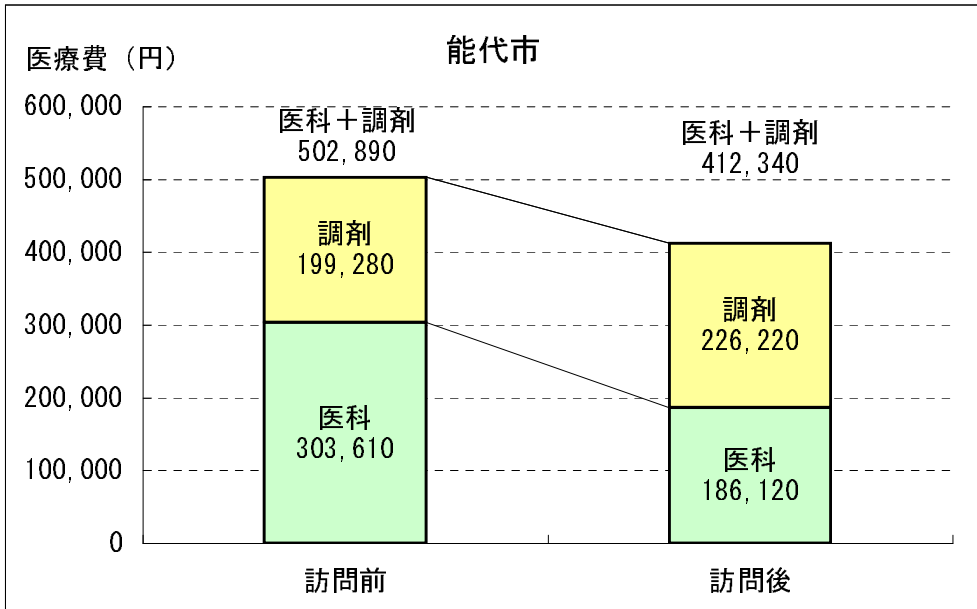 能代市
医療費（円）
600,000
500,000
400,000
300,000
200,000
100,000
0
医科＋調剤
502,890
調剤
199,280
医科
303,610
医科＋調剤
412,340
調剤
226,220
医科
186,120
訪問前
訪問後